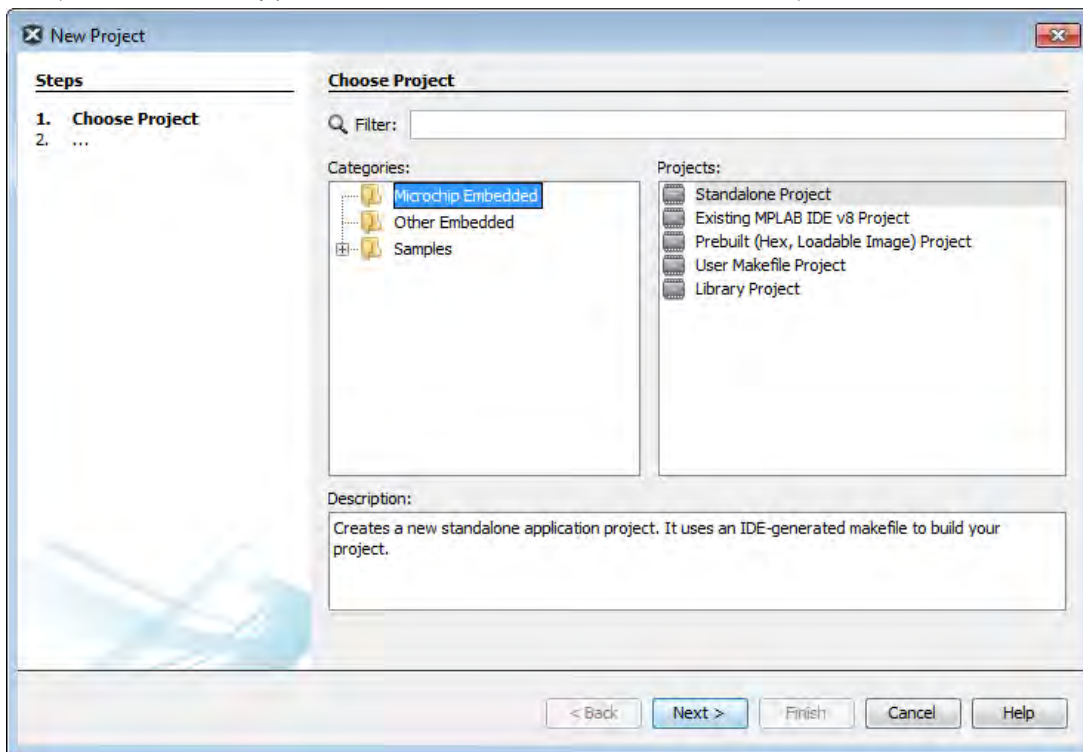 New Project
Steps
1. Choose Project
2. ...
Choose Project
Filter:
Categories:
Microchip Embedded
Other Embedded
Samples
Projects:
Standalone Project
Existing MPLAB IDE v8 Project
Prebuilt (Hex, Loadable Image) Project
User Makefile Project
Library Project
Description:
Creates a new standalone application project. It uses an IDE-generated makefile to build your
project.
< Back
Next >
Finish
Cancel
Help